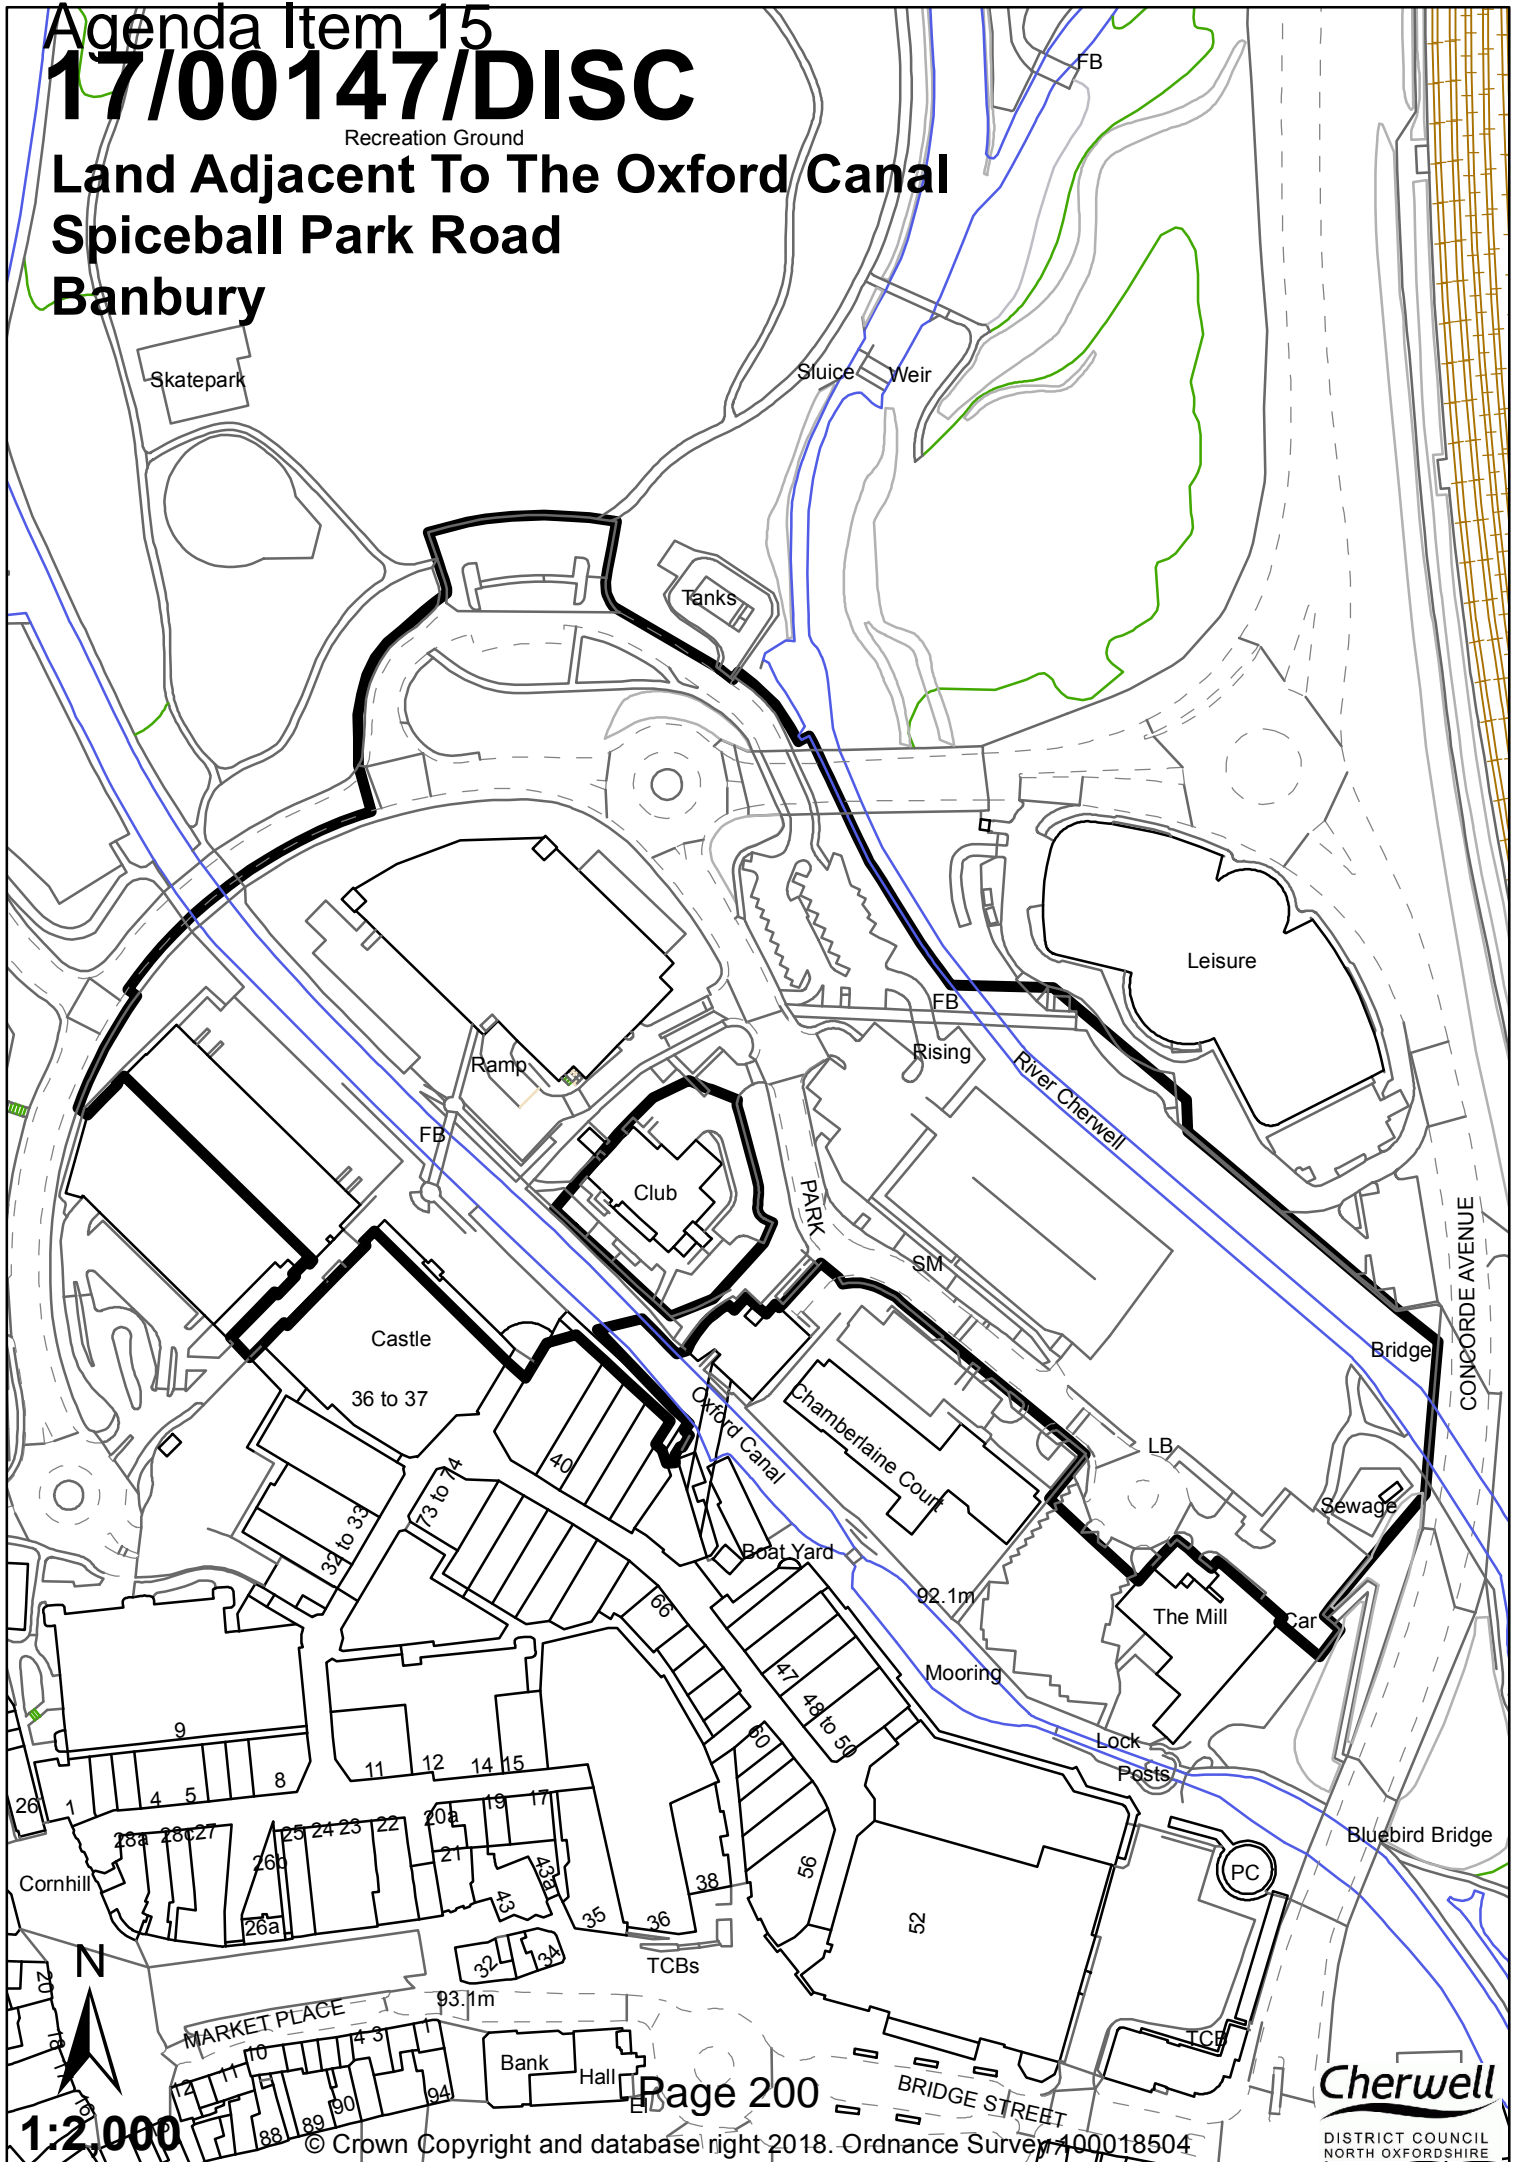 Agenda Item 15
17/00147/DISC
Recreation Ground
Land Adjacent To The Oxford Canal
Spiceball Park Road
Banbury
FB
Skatepark
Sluice
Weir
Tanks
Leisure
FB
Rising
Ramp
River Cherwell
FB
Club
PARK
CONCORDE AVENUE
SM
Castle
Bridge
36 to 37
Oxford Canal
Chamberlaine Court
LB
40
73 to 74
Sewage
32 to 33
Boat Yard
92.1m
66
The Mill
Car
47
48 to 50
Mooring
9
60
Lock
Posts
11
12
14
15
8
26
1
4
5
28a
28c
27
25
24
23
22
20a
19
17
21
26b
43a
43
Bluebird Bridge
PC
Cornhill
26a
35
36
38
56
52
N
32
34
TCBs
20
93.1m
MARKET PLACE
18
10
4
3
1
11
12
Bank
Hall
El
TCB
16
90
94
89
88
Page 200
BRIDGE STREET
1:2,000
© Crown Copyright and database right 2018. Ordnance Survey 100018504
Cherwell
DISTRICT COUNCIL
NORTH OXFORDSHIRE